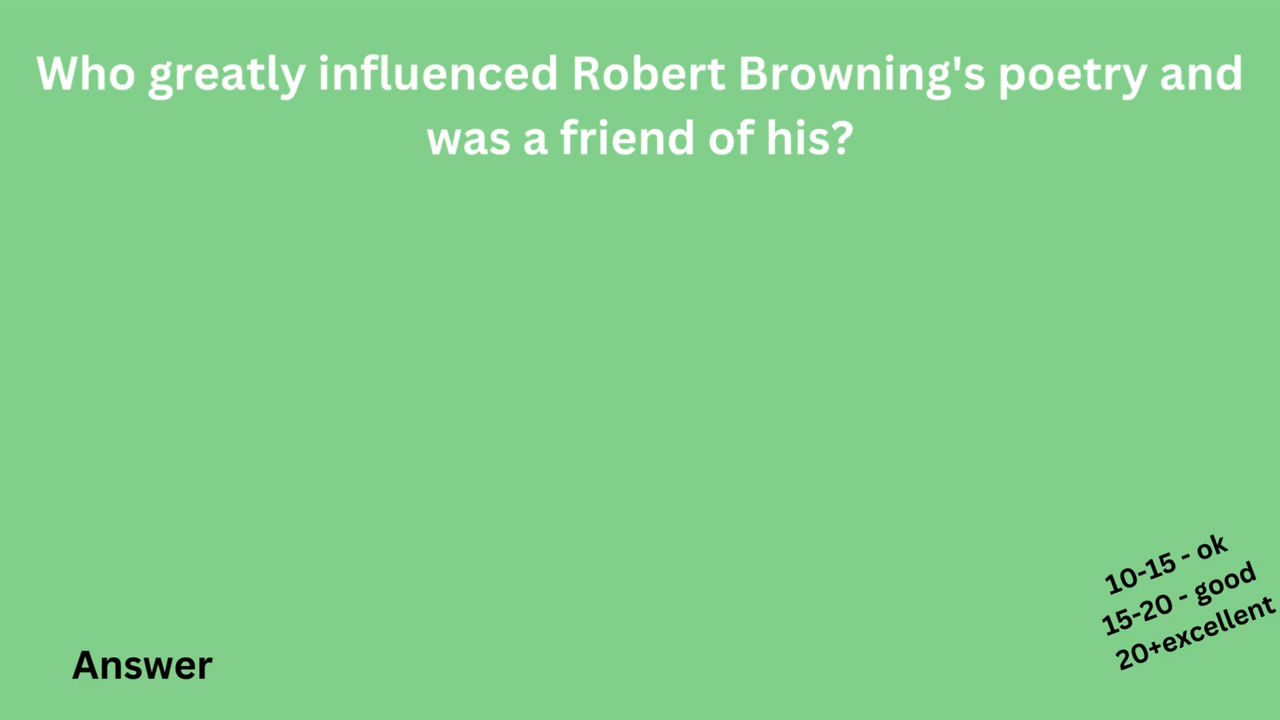 Who greatly influenced Robert Browning's poetry and
was a friend of his?
10-15 - ok
15-20 - good
20+excellent
Answer